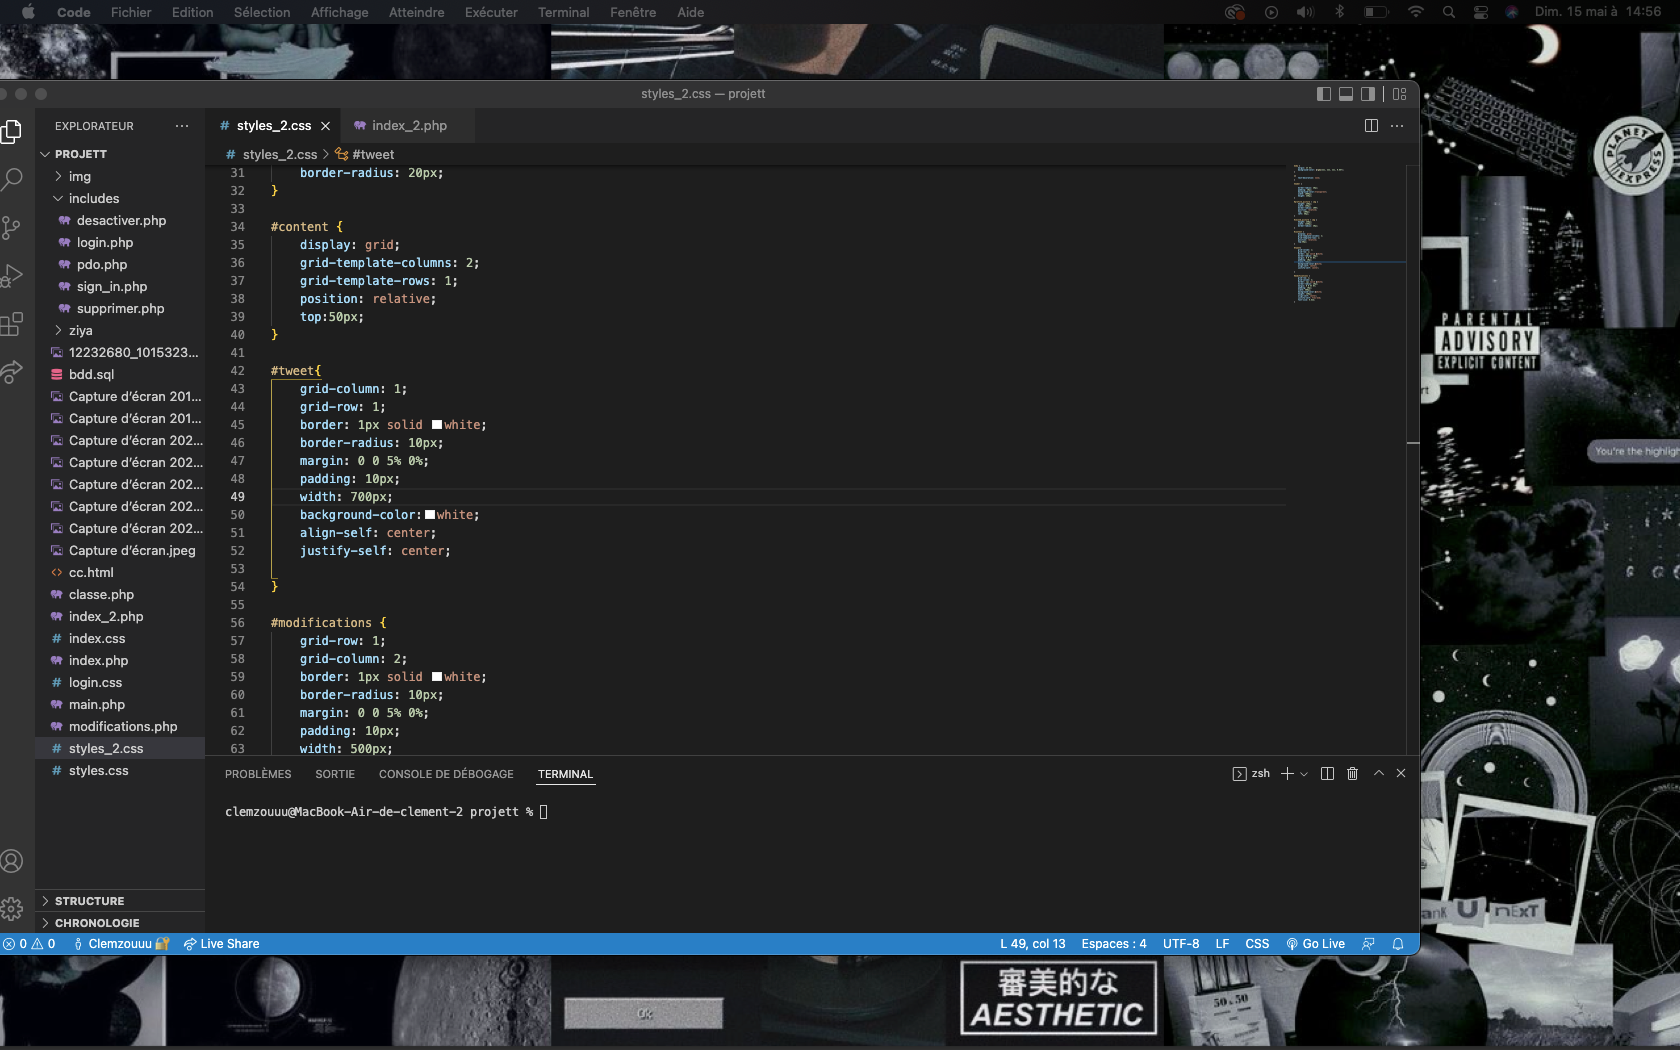 Code Fichier Edition Sélection Affichage Atteindre Exécuter Terminal Fenêtre Aide Dim. 15 mai à 14:56
styles_2.css — projett
EXPLORATEUR
# styles_2.css
index_2.php
PROJETT
# styles_2.css > #tweet
img
includes
desactiver.php
login.php
pdo.php
sign_in.php
supprimer.php
ziya
12232680_1015323...
bdd.sql
Capture d'écran 201...
Capture d'écran 201...
Capture d'écran 202...
Capture d'écran 202...
Capture d'écran 202...
Capture d'écran 202...
Capture d'écran 202...
Capture d'écran.jpeg
<> cc.html
classe.php
index_2.php
# index.css
index.php
# login.css
main.php
modifications.php
# styles_2.css
# styles.css
STRUCTURE
CHRONOLOGIE
31 border-radius: 20px;
32 }
33
34 #content {
35 display: grid;
36 grid-template-columns: 2;
37 grid-template-rows: 1;
38 position: relative;
39 top:50px;
40 }
41
42 #tweet{
43 grid-column: 1;
44 grid-row: 1;
45 border: 1px solid white;
46 border-radius: 10px;
47 margin: 0 0 5% 0%;
48 padding: 10px;
49 width: 700px;
50 background-color: white;
51 align-self: center;
52 justify-self: center;
53
54 }
55
56 #modifications {
57 grid-row: 1;
58 grid-column: 2;
59 border: 1px solid white;
60 border-radius: 10px;
61 margin: 0 0 5% 0%;
62 padding: 10px;
63 width: 500px;
PROBLÈMES SORTIE CONSOLE DE DÉBOGAGE TERMINAL
zsh
clemzouuu@MacBook-Air-de-clement-2 projett %
0 0 Clemzouuu Live Share L 49, col 13 Espaces : 4 UTF-8 LF CSS Go Live
PLANET EXPRESS
PARENTAL
ADVISORY
EXPLICIT CONTENT
You're the highligh
U nExT
Ok
審美的な
AESTHETIC
50 x 50